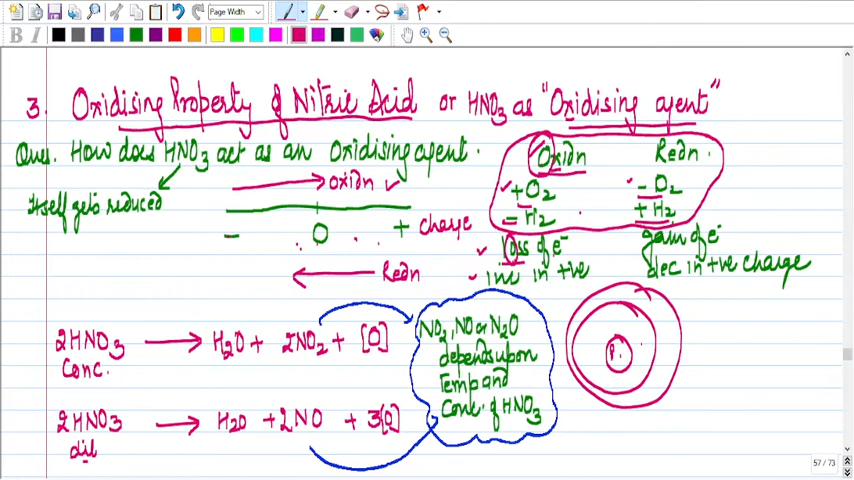 Page Width
B I
3. Oxidising Property of Nitric Acid or HNO3 as "Oxidising agent"
Ques. How does HNO3 act as an Oxidising agent.
Itself gets reduced
Oxidn
- O + Charge
Redn
Oxidn Redn.
+O2 - O2
= H2 + H2
loss of e- gain of e-
inc in +ve dec in +ve charge
2HNO3 → H2O + 2NO2 + [O]
Conc.
2HNO3 → H2O + 2NO + 3[O]
dil
NO2, NO or N2O
depends upon
Temp and
Conc. of HNO3
P.
57 / 73